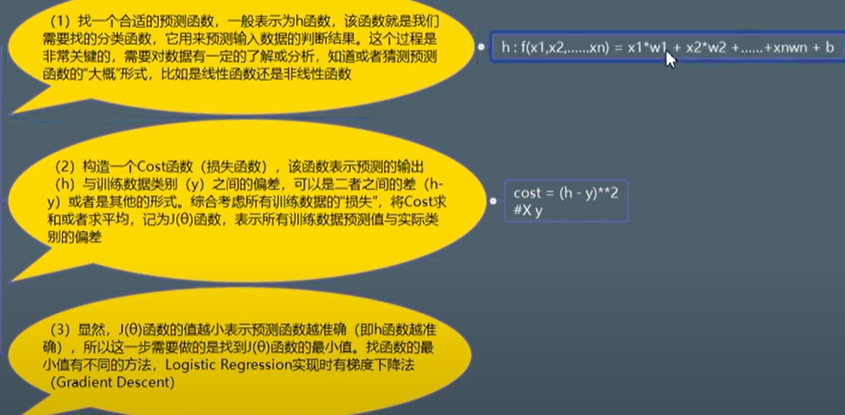 （1）找一个合适的预测函数，一般表示为h函数，该函数就是我们
需要找的分类函数，它用来预测输入数据的判断结果。这个过程是
非常关键的，需要对数据有一定的了解或分析，知道或者猜测预测
函数的“大概”形式，比如是线性函数还是非线性函数
h : f(x1,x2,......xn) = x1*w1 + x2*w2 +......+xnwn + b
（2）构造一个Cost函数（损失函数），该函数表示预测的输出
（h）与训练数据类别（y）之间的偏差，可以是二者之间的差（h-
y）或者是其他的形式。综合考虑所有训练数据的“损失”，将Cost求
和或者求平均，记为J(θ)函数，表示所有训练数据预测值与实际类
别的偏差
cost = (h - y)**2
#X y
（3）显然，J(θ)函数的值越小表示预测函数越准确（即h函数越准
确），所以这一步需要做的是找到J(θ)函数的最小值。找函数的最
小值有不同的方法，Logistic Regression实现时有梯度下降法
（Gradient Descent)